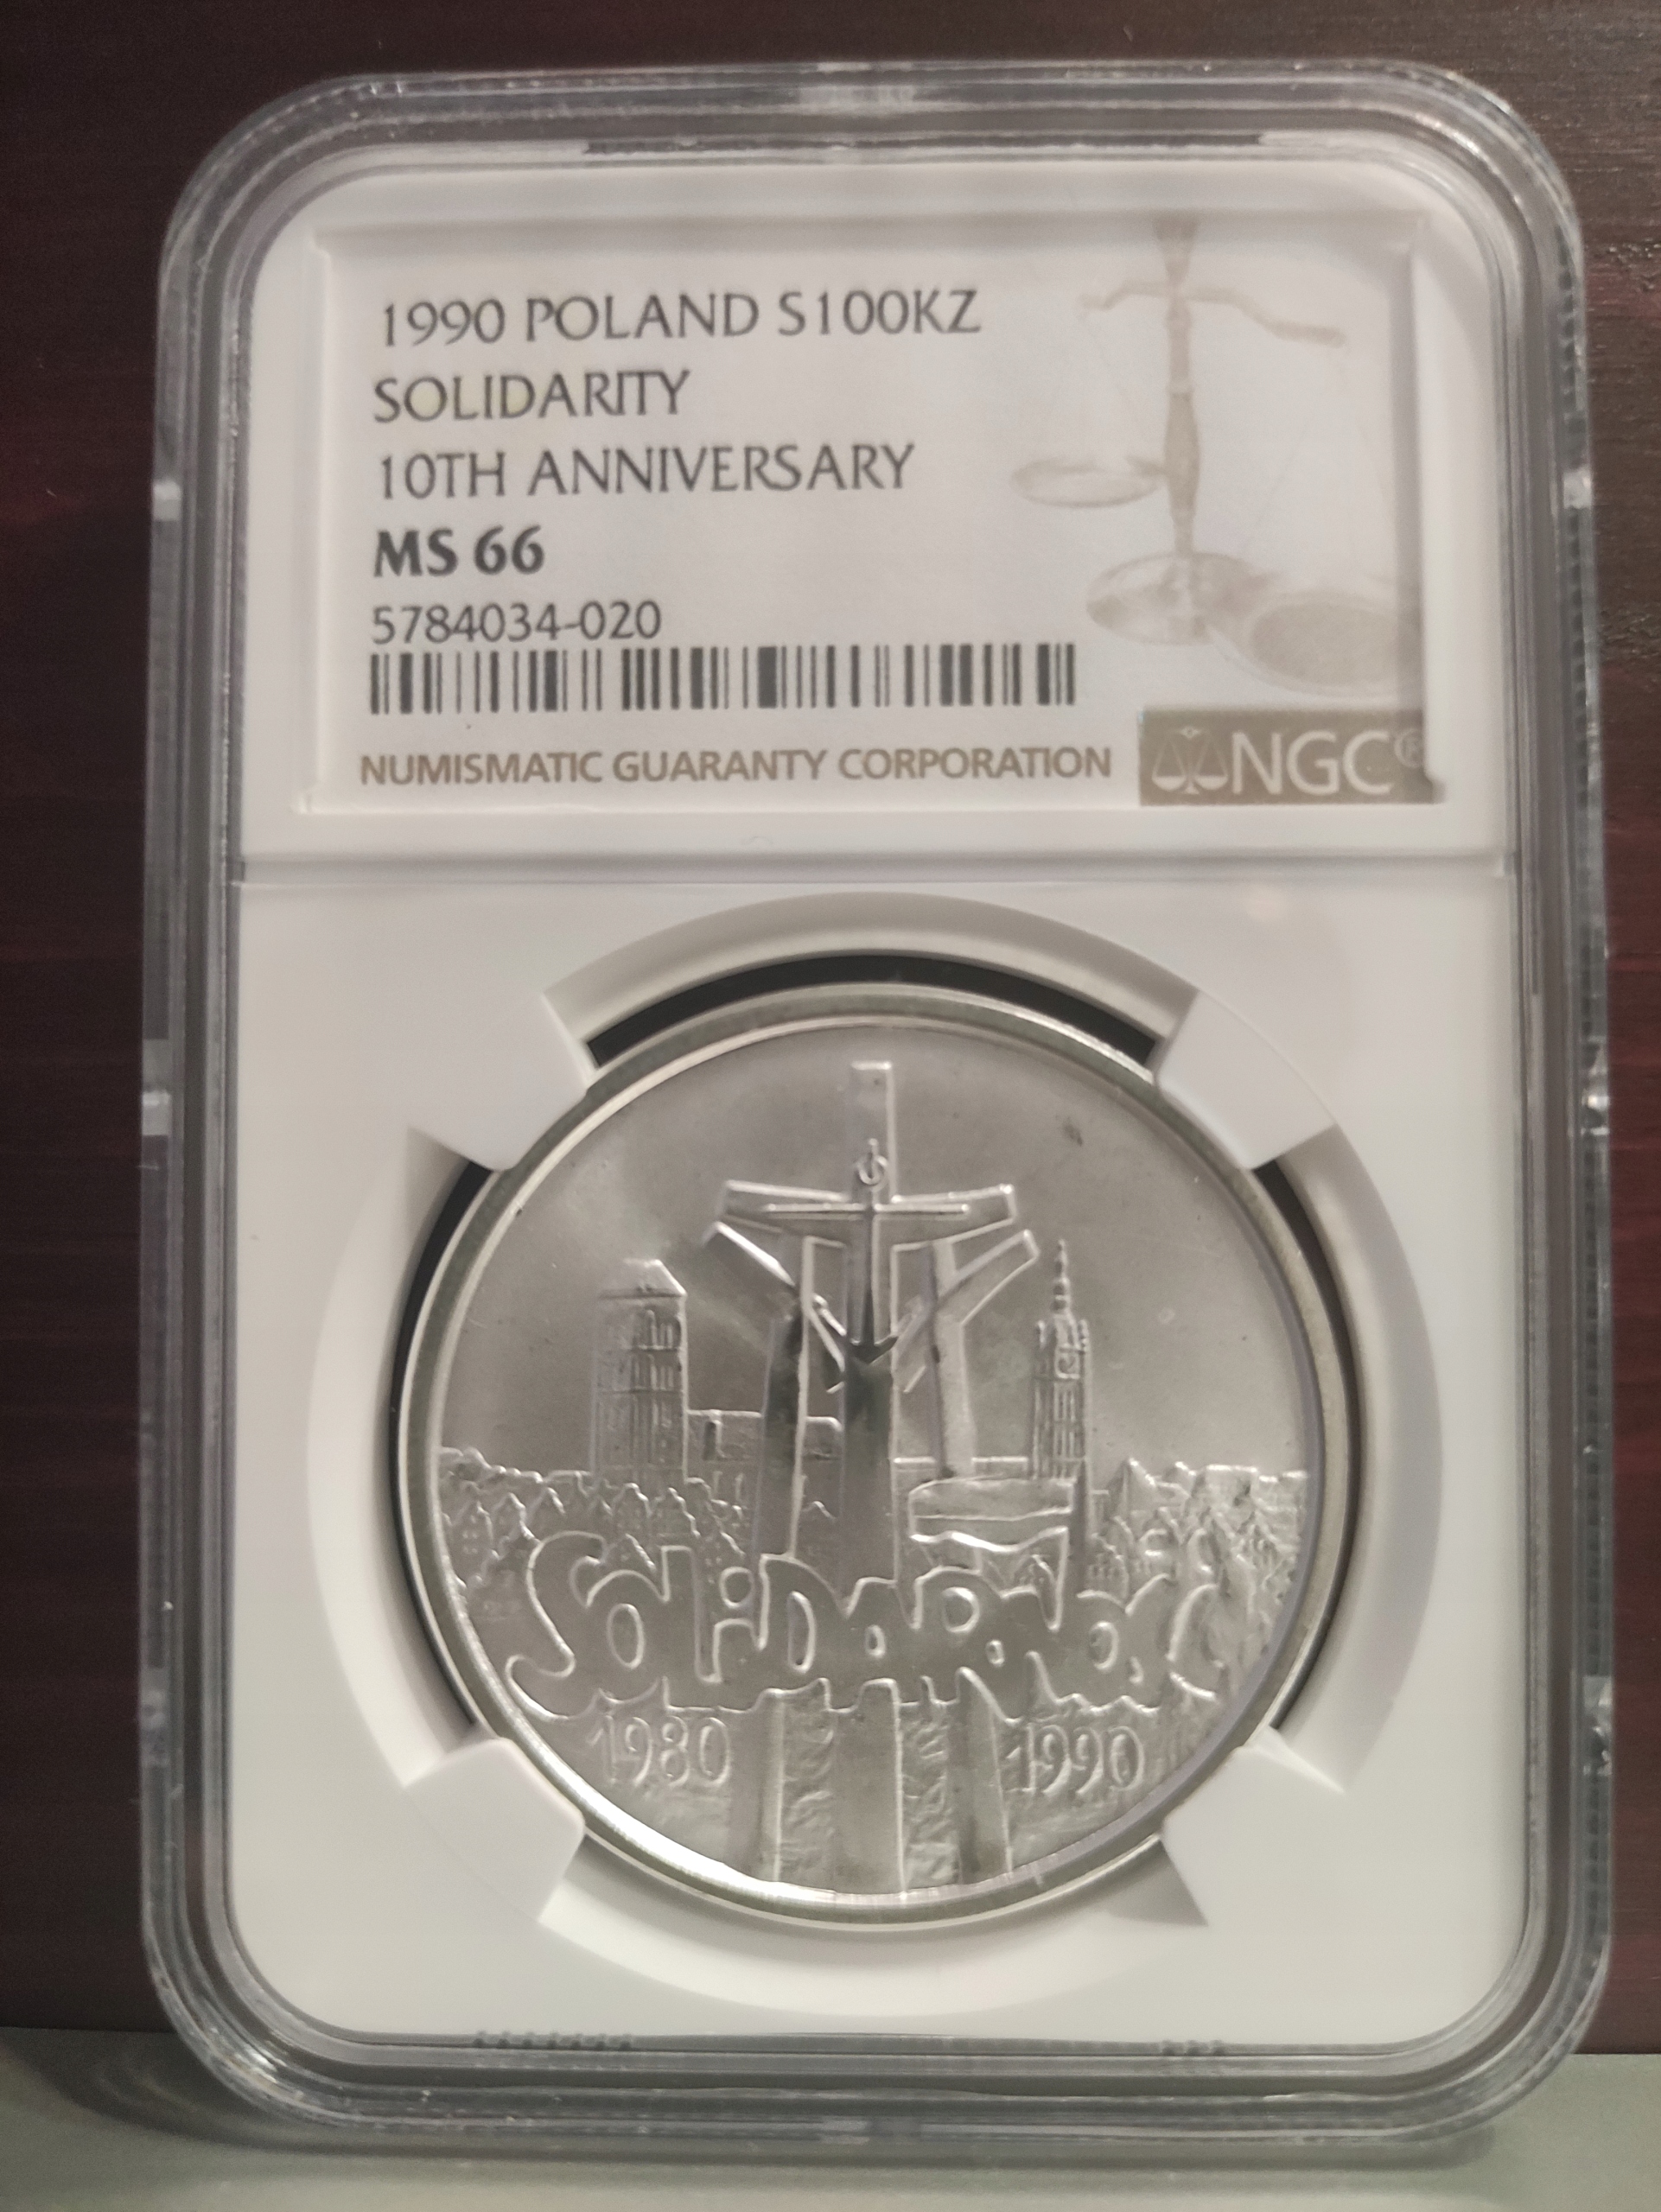 1990 POLAND S100KZ
SOLIDARITY
10TH ANNIVERSARY
MS 66
5784034-020
NUMISMATIC GUARANTY CORPORATION NGC®
SOLiDARNOŚĆ
1980 1990